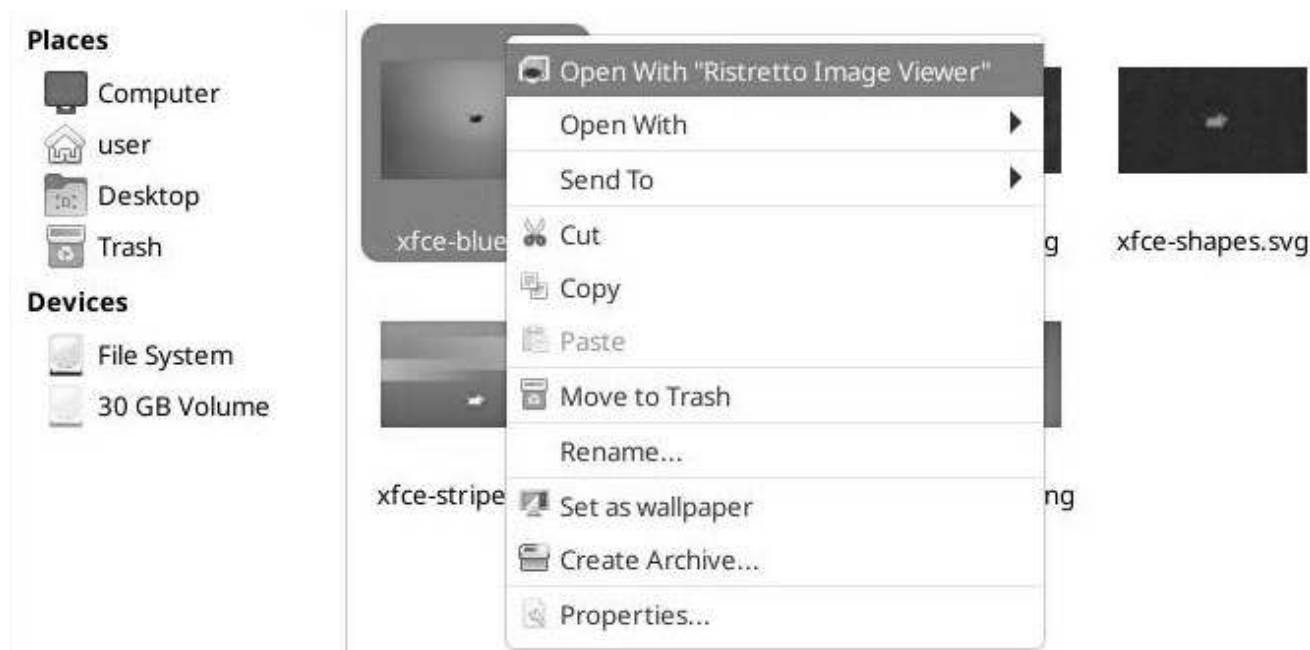 Places
Computer
user
Desktop
Trash
Devices
File System
30 GB Volume
xfce-blue
g
xfce-shapes.svg
xfce-stripe
ng
Open With "Ristretto Image Viewer"
Open With
Send To
Cut
Copy
Paste
Move to Trash
Rename...
Set as wallpaper
Create Archive...
Properties...